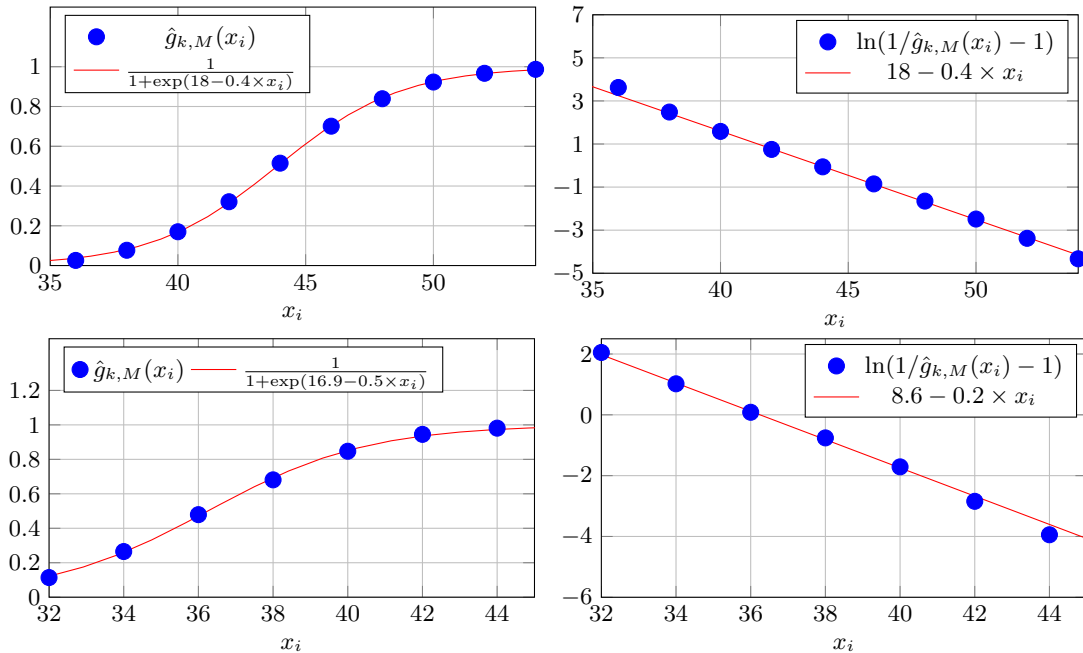 ĝ_{k,M}(x_i)
1/(1+exp(18−0.4×x_i))
1
0.8
0.6
0.4
0.2
0
35 40 45 50
x_i
ln(1/ĝ_{k,M}(x_i) − 1)
18 − 0.4 × x_i
7
5
3
1
−1
−3
−5
35 40 45 50
x_i
ĝ_{k,M}(x_i) 1/(1+exp(16.9−0.5×x_i))
1.2
1
0.8
0.6
0.4
0.2
0
32 34 36 38 40 42 44
x_i
ln(1/ĝ_{k,M}(x_i) − 1)
8.6 − 0.2 × x_i
2
0
−2
−4
−6
32 34 36 38 40 42 44
x_i